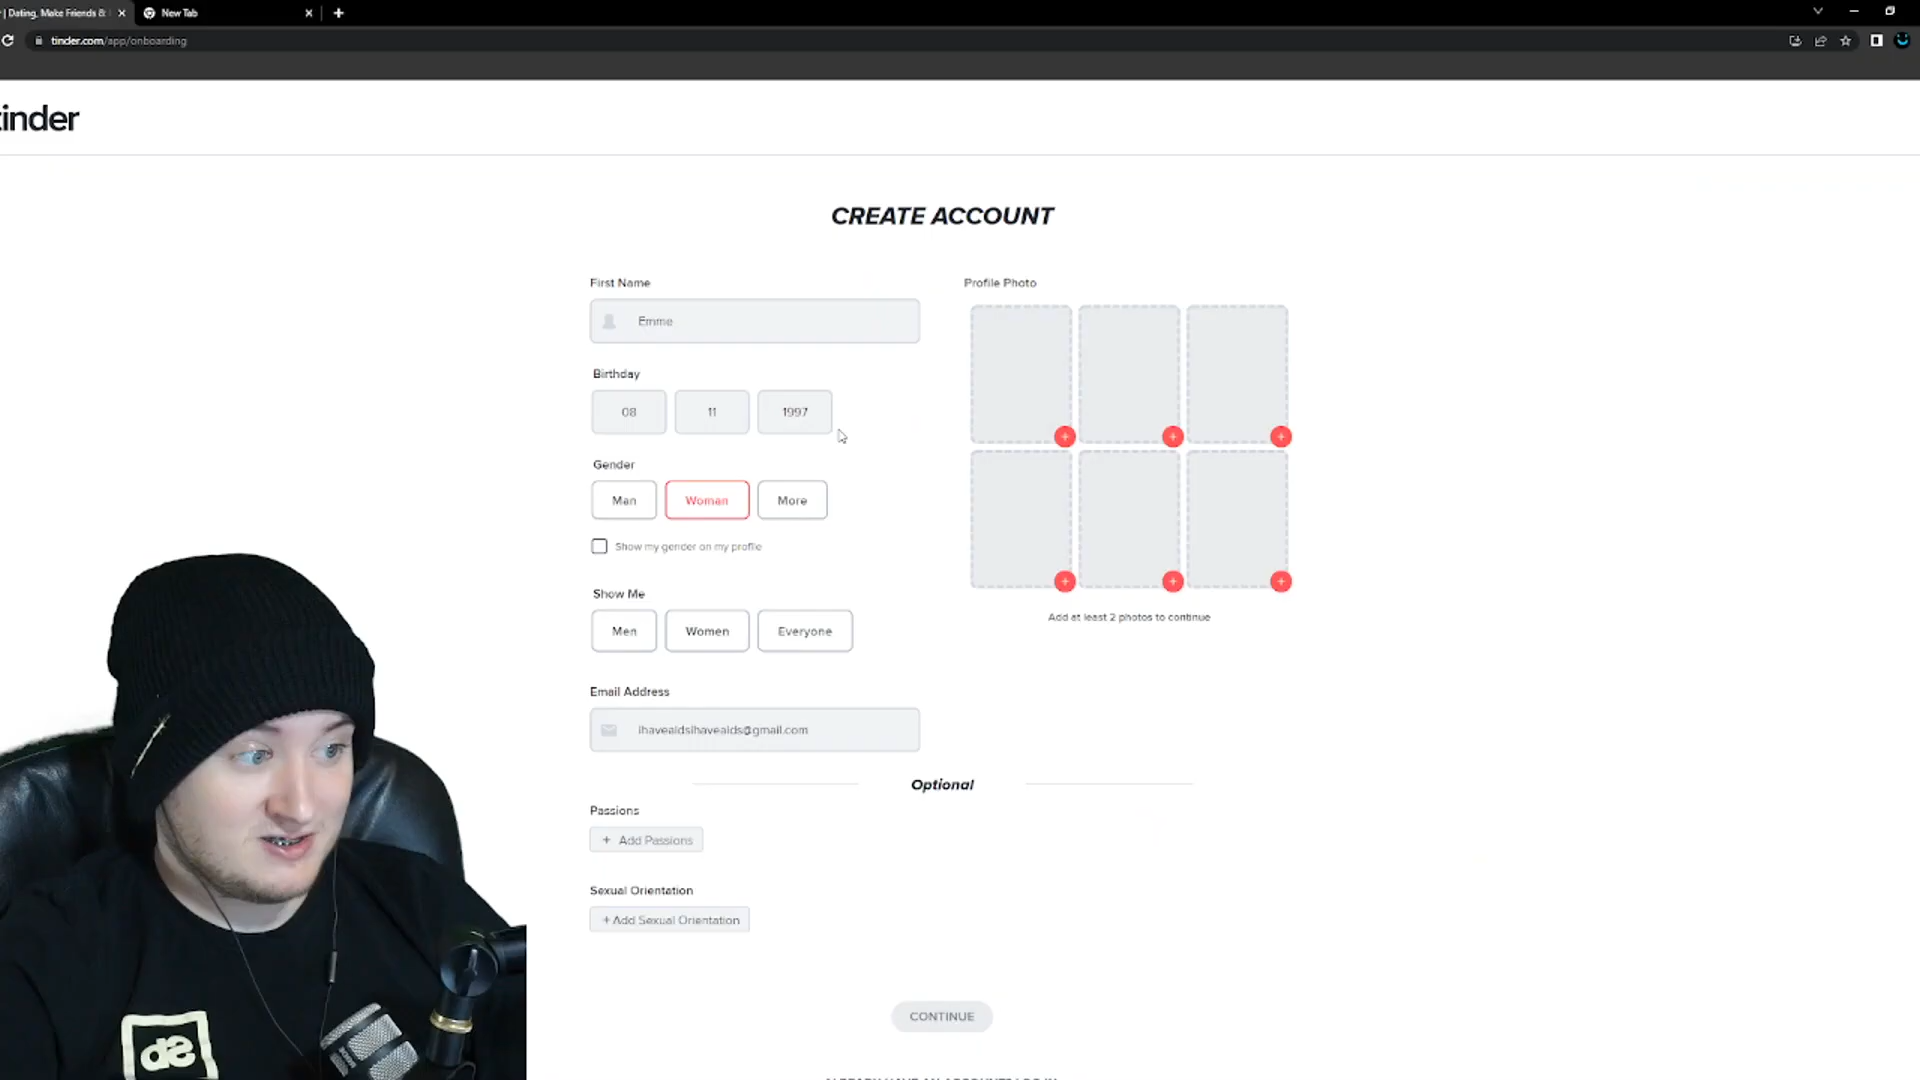 | Dating, Make Friends &
New Tab
tinder.com/app/onboarding
tinder
CREATE ACCOUNT
First Name
Emme
Profile Photo
Birthday
08
11
1997
Gender
Man
Woman
More
Show my gender on my profile
Show Me
Men
Women
Everyone
Add at least 2 photos to continue
Email Address
ihaveaidsihaveaids@gmail.com
Optional
Passions
+ Add Passions
Sexual Orientation
+ Add Sexual Orientation
CONTINUE